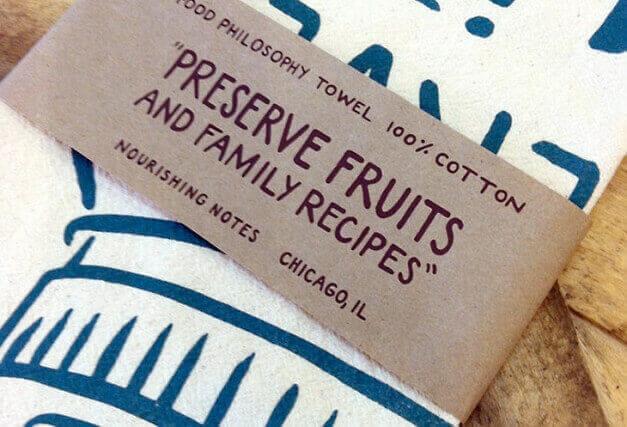 FOOD PHILOSOPHY TOWEL 100% COTTON
"PRESERVE FRUITS
AND FAMILY RECIPES"
NOURISHING NOTES CHICAGO, IL